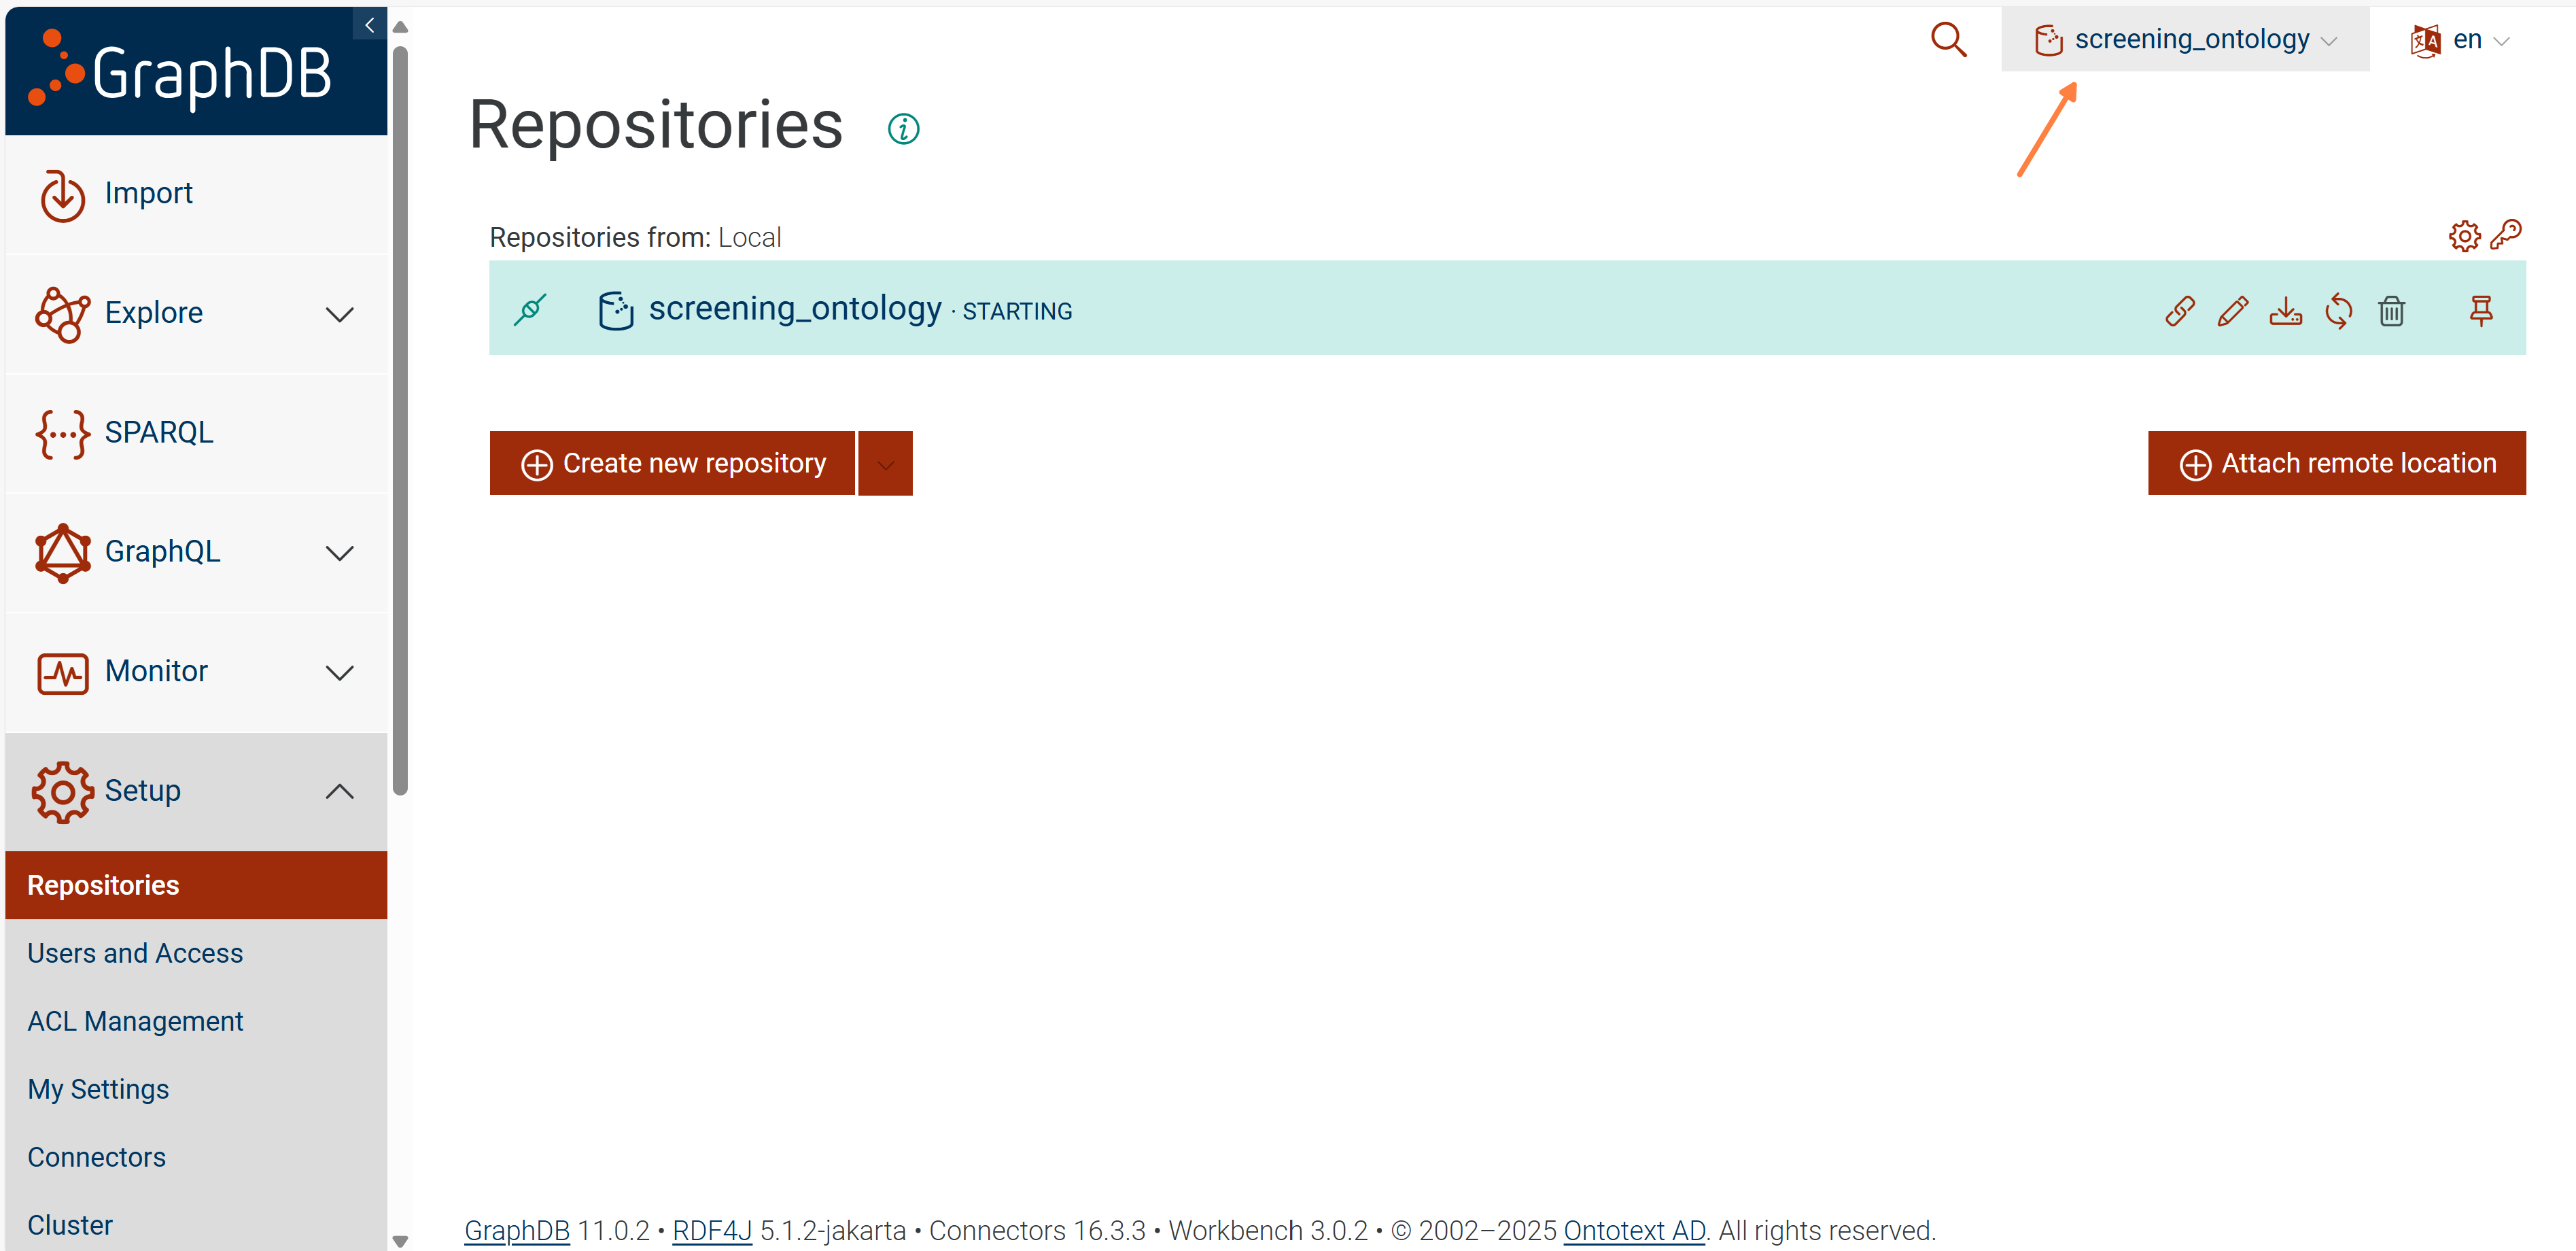 GraphDB
screening_ontology
en
Import
Explore
SPARQL
GraphQL
Monitor
Setup
Repositories
Users and Access
ACL Management
My Settings
Connectors
Cluster
Repositories
Repositories from: Local
screening_ontology · STARTING
Create new repository
Attach remote location
GraphDB 11.0.2 • RDF4J 5.1.2-jakarta • Connectors 16.3.3 • Workbench 3.0.2 • © 2002–2025 Ontotext AD. All rights reserved.